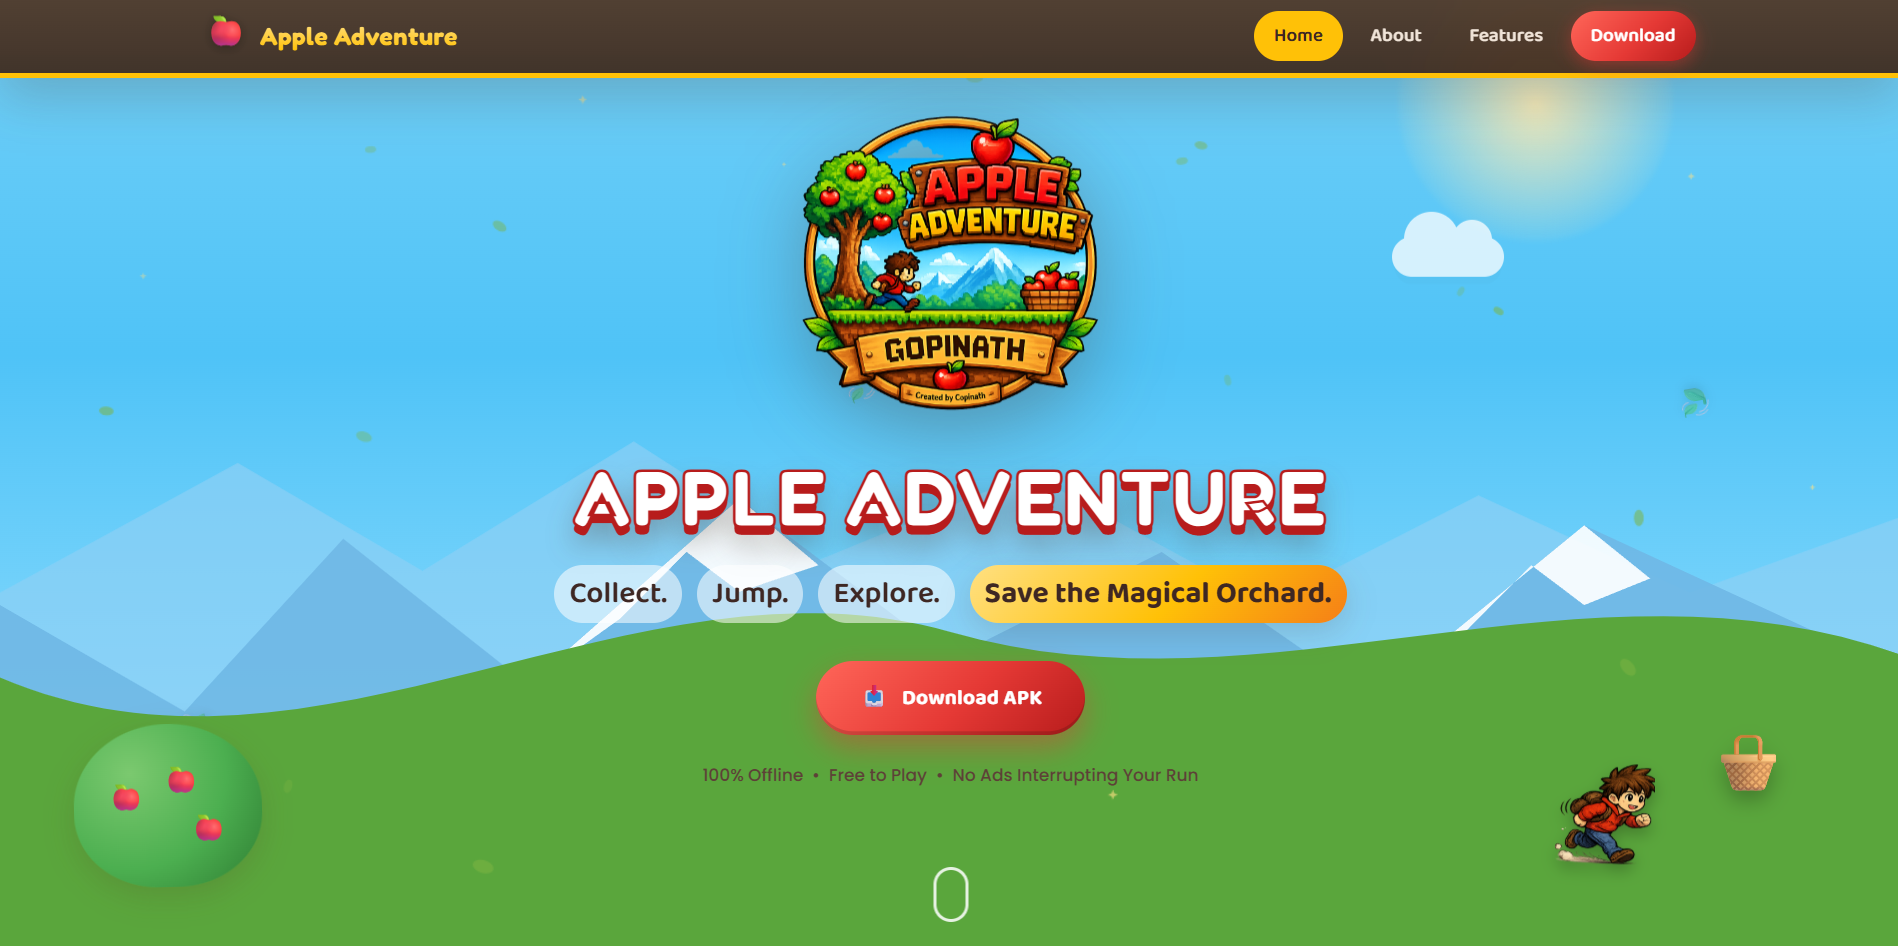 Apple Adventure
Home
About
Features
Download
APPLE
ADVENTURE
GOPINATH
Created by Copinath
APPLE ADVENTURE
Collect.
Jump.
Explore.
Save the Magical Orchard.
Download APK
100% Offline • Free to Play • No Ads Interrupting Your Run